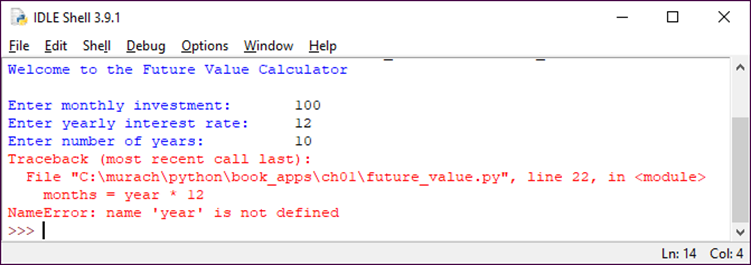 IDLE Shell 3.9.1
File Edit Shell Debug Options Window Help
Welcome to the Future Value Calculator
Enter monthly investment: 100
Enter yearly interest rate: 12
Enter number of years: 10
Traceback (most recent call last):
File "C:\murach\python\book_apps\ch01\future_value.py", line 22, in <module>
months = year * 12
NameError: name 'year' is not defined
>>>
Ln: 14 Col: 4